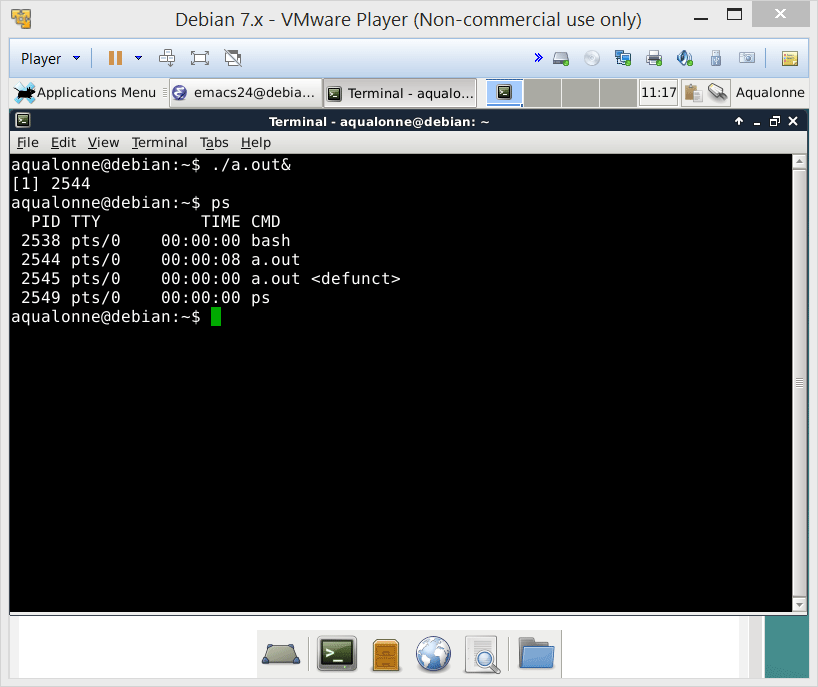 Debian 7.x - VMware Player (Non-commercial use only)
Player
Applications Menu emacs24@debia... Terminal - aqualo... 11:17 Aqualonne
Terminal - aqualonne@debian: ~
File Edit View Terminal Tabs Help
aqualonne@debian:~$ ./a.out&
[1] 2544
aqualonne@debian:~$ ps
  PID TTY          TIME CMD
 2538 pts/0    00:00:00 bash
 2544 pts/0    00:00:08 a.out
 2545 pts/0    00:00:00 a.out <defunct>
 2549 pts/0    00:00:00 ps
aqualonne@debian:~$